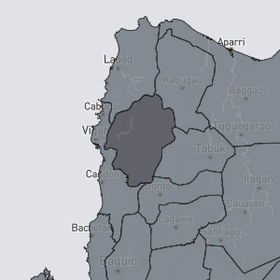 Aparri
Laoag
Kabugao
Baggao
Cabugao
Tuguegarao
Vigan
Tabuk
Candon
Ilagan
Bontoc
Cauayan
Lagawe
Bacnotan
Santiago
Baguio